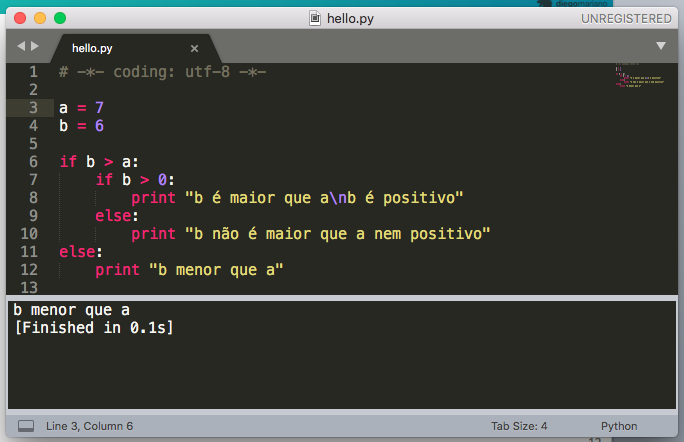 diegomariano
hello.py
UNREGISTERED
hello.py
1 # -*- coding: utf-8 -*-
2
3 a = 7
4 b = 6
5
6 if b > a:
7     if b > 0:
8         print "b é maior que a\nb é positivo"
9     else:
10         print "b não é maior que a nem positivo"
11 else:
12     print "b menor que a"
13
b menor que a
[Finished in 0.1s]
Line 3, Column 6
Tab Size: 4
Python